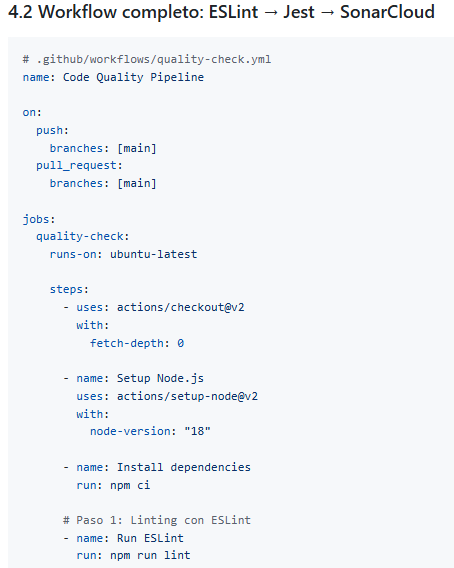 4.2 Workflow completo: ESLint → Jest → SonarCloud
# .github/workflows/quality-check.yml
name: Code Quality Pipeline
on:
push:
branches: [main]
pull_request:
branches: [main]
jobs:
quality-check:
runs-on: ubuntu-latest
steps:
- uses: actions/checkout@v2
with:
fetch-depth: 0
- name: Setup Node.js
uses: actions/setup-node@v2
with:
node-version: "18"
- name: Install dependencies
run: npm ci
# Paso 1: Linting con ESLint
- name: Run ESLint
run: npm run lint